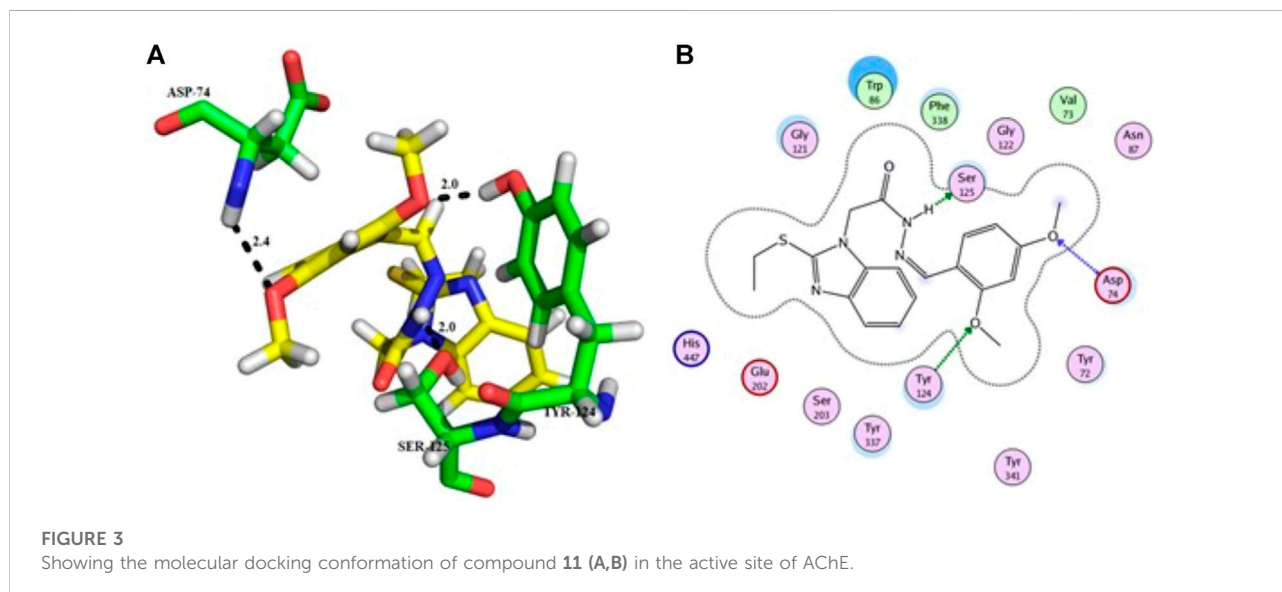 A
ASP-74
2.4
2.0
2.0
SER-125
TYR-124
B
Trp
86
Phe
338
Val
73
Gly
121
Gly
122
Asn
87
Ser
125
O
H
N
N
S
N
N
O
O
Asp
74
His
447
Glu
202
Ser
203
Tyr
337
Tyr
124
Tyr
72
Tyr
341
FIGURE 3
Showing the molecular docking conformation of compound 11 (A,B) in the active site of AChE.